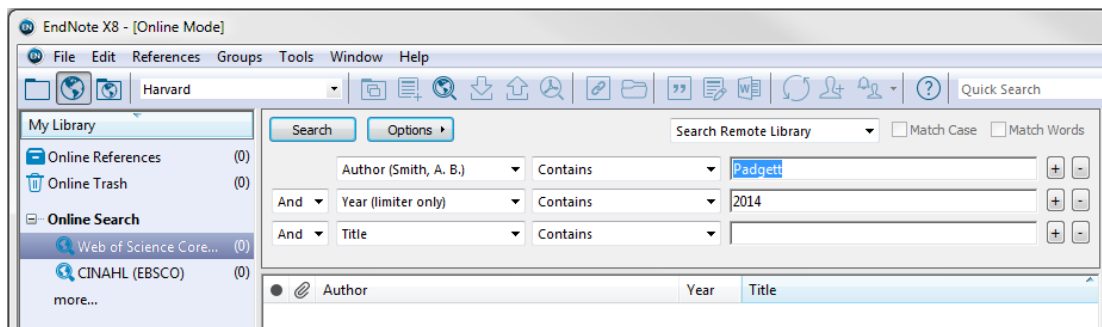 EndNote X8 - [Online Mode]
File Edit References Groups Tools Window Help
Harvard Quick Search
My Library
Online References (0)
Online Trash (0)
Online Search
Web of Science Core... (0)
CINAHL (EBSCO) (0)
more...
Search Options Search Remote Library Match Case Match Words
Author (Smith, A. B.) Contains Padgett + -
And Year (limiter only) Contains 2014 + -
And Title Contains + -
Author Year Title